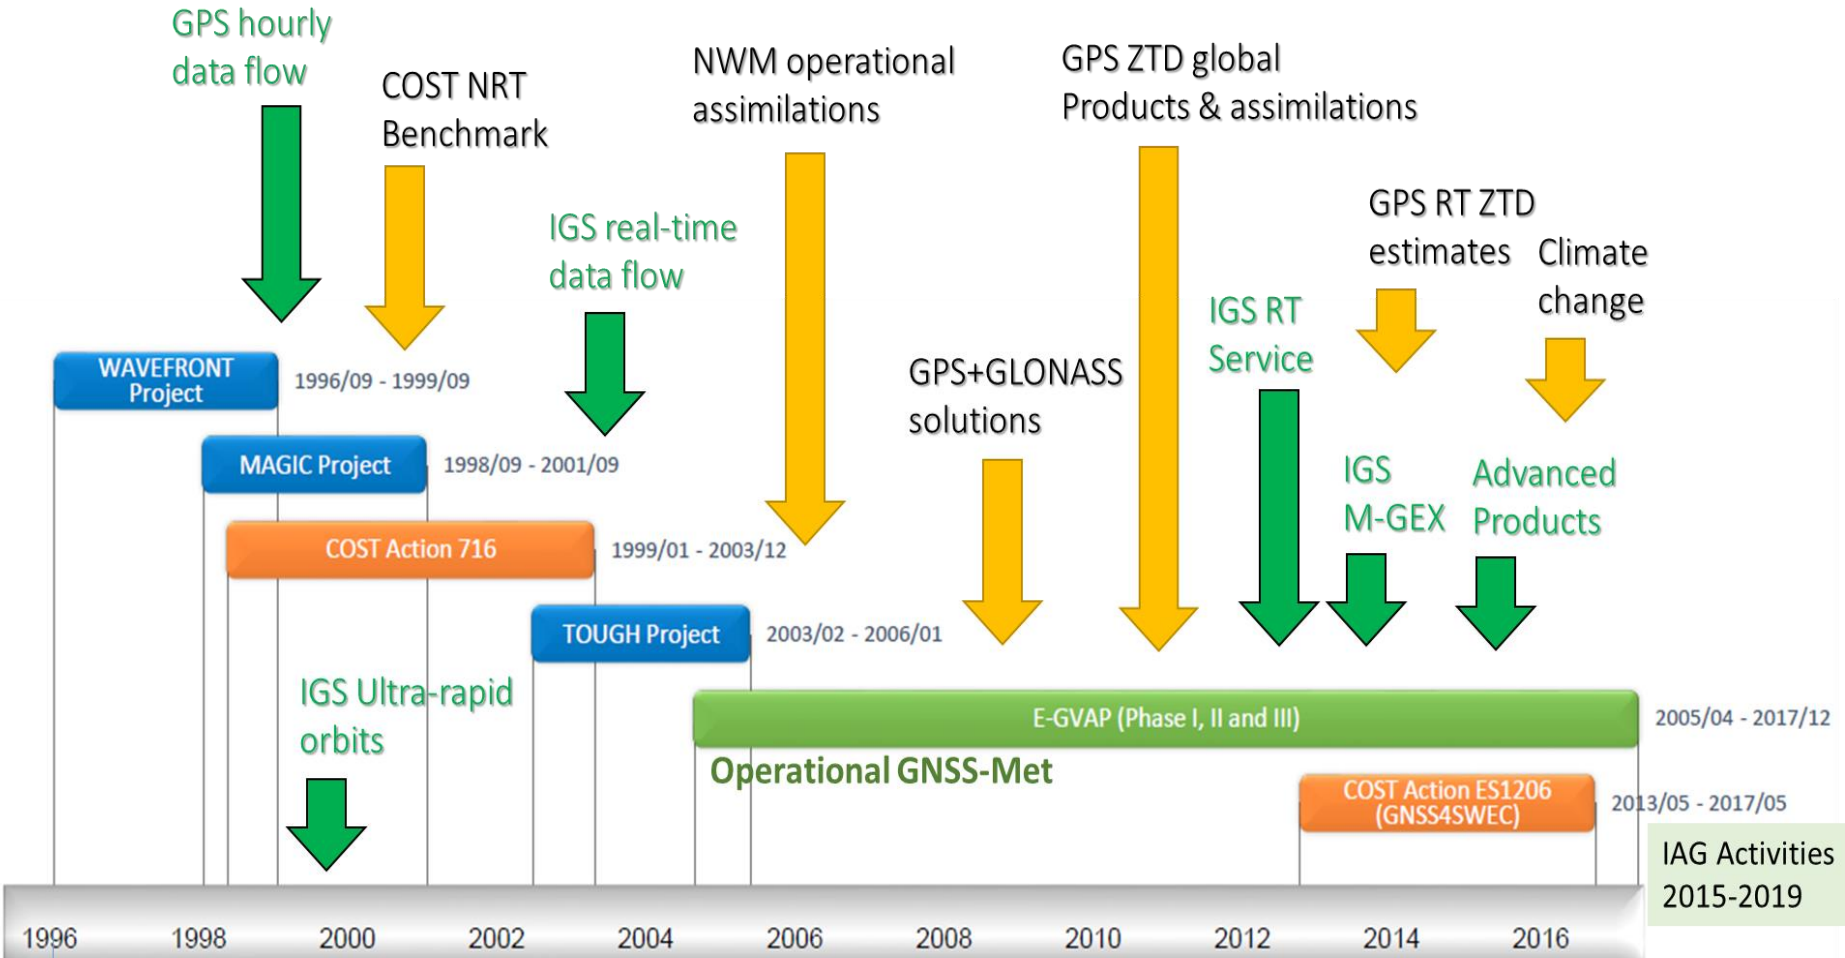 GPS hourly
data flow
COST NRT
Benchmark
NWM operational
assimilations
GPS ZTD global
Products & assimilations
IGS real-time
data flow
GPS RT ZTD
estimates
Climate
change
IGS RT
Service
WAVEFRONT
Project
1996/09 - 1999/09
GPS+GLONASS
solutions
MAGIC Project
1998/09 - 2001/09
IGS
M-GEX
Advanced
Products
COST Action 716
1999/01 - 2003/12
TOUGH Project
2003/02 - 2006/01
IGS Ultra-rapid
orbits
E-GVAP (Phase I, II and III)
2005/04 - 2017/12
Operational GNSS-Met
COST Action ES1206
(GNSS4SWEC)
2013/05 - 2017/05
IAG Activities
2015-2019
1996 1998 2000 2002 2004 2006 2008 2010 2012 2014 2016